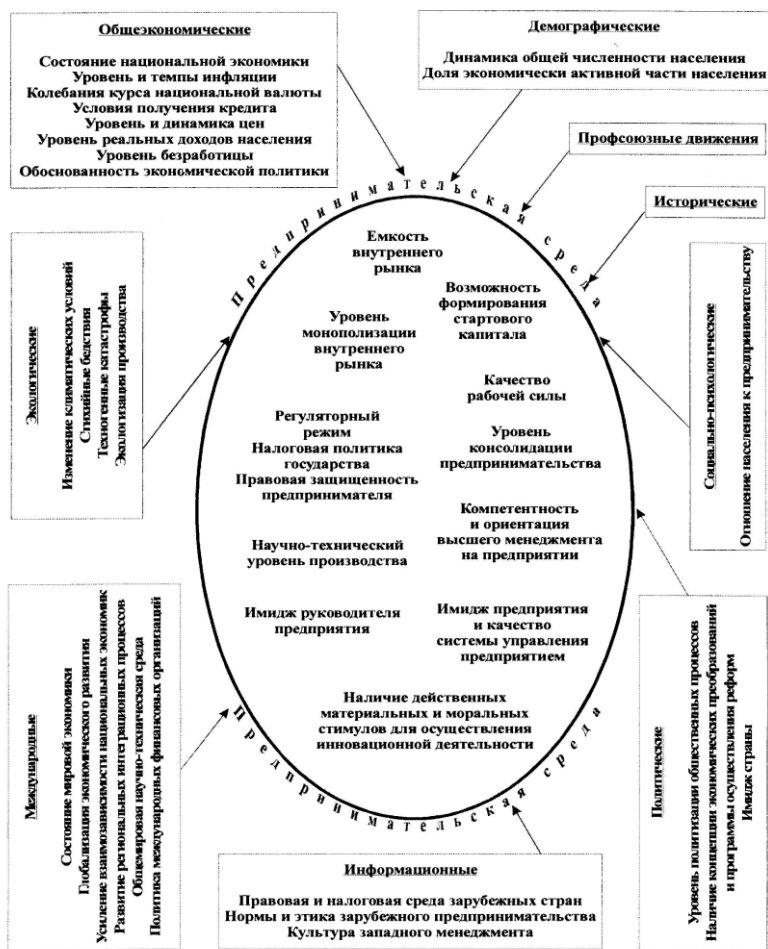 Общеэкономические
Состояние национальной экономики
Уровень и темпы инфляции
Колебания курса национальной валюты
Условия получения кредита
Уровень и динамика цен
Уровень реальных доходов населения
Уровень безработицы
Обоснованность экономической политики
Демографические
Динамика общей численности населения
Доля экономически активной части населения
Профсоюзные движения
Исторические
Предпринимательская среда
Экологические
Изменение климатических условий
Стихийные бедствия
Техногенные катастрофы
Экологизация производства
Емкость
внутреннего
рынка
Возможность
формирования
стартового
капитала
Уровень
монополизации
внутреннего
рынка
Качество
рабочей силы
Регуляторный
режим
Налоговая политика
государства
Правовая защищенность
предпринимателя
Уровень
консолидации
предпринимательства
Компетентность
и ориентация
высшего менеджмента
на предприятии
Научно-технический
уровень производства
Имидж руководителя
предприятия
Имидж предприятия
и качество
системы управления
предприятием
Наличие действенных
материальных и моральных
стимулов для осуществления
инновационной деятельности
Социально-психологические
Отношение населения к предпринимательству
Международные
Состояние мировой экономики
Глобализация экономического развития
Усиление взаимозависимости национальных экономик
Развитие региональных интеграционных процессов
Общемировая научно-техническая среда
Политика международных финансовых организаций
Политические
Уровень политизации общественных процессов
Наличие концепции экономических преобразований
и программы осуществления реформ
Имидж страны
Предпринимательская среда
Информационные
Правовая и налоговая среда зарубежных стран
Нормы и этика зарубежного предпринимательства
Культура западного менеджмента